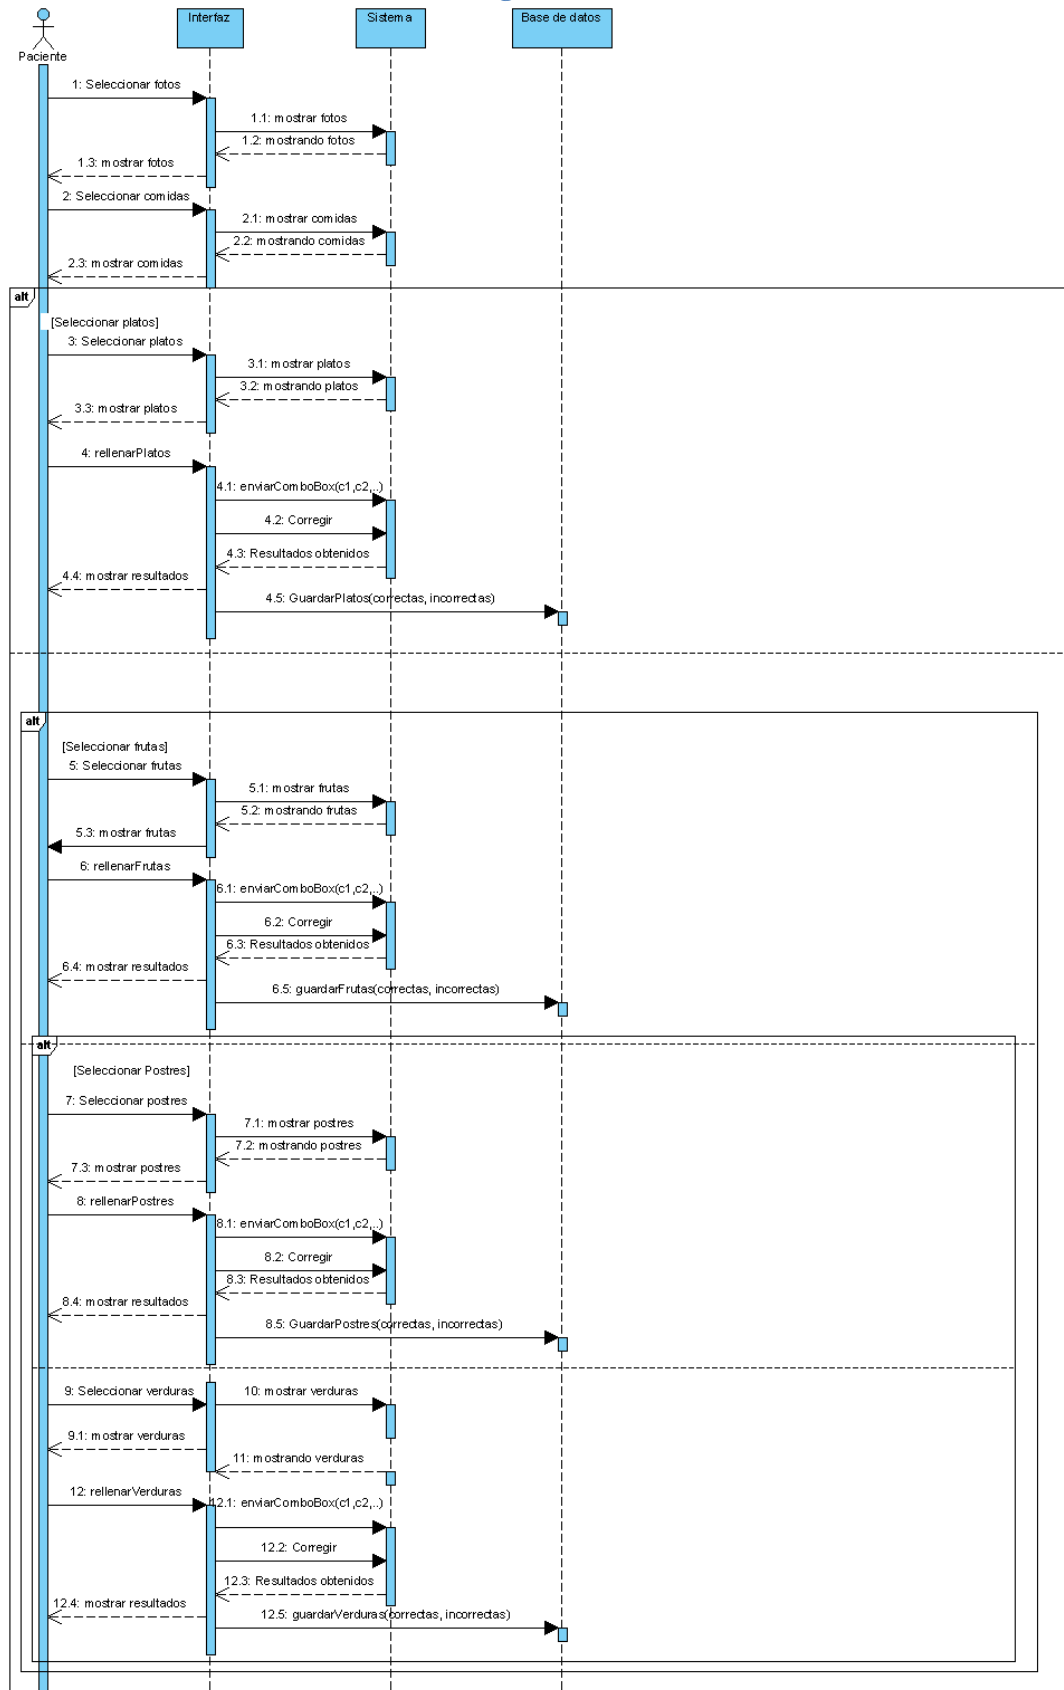 Paciente
Interfaz
Sistema
Base de datos
1: Seleccionar fotos
1.1: mostrar fotos
1.2: mostrando fotos
1.3: mostrar fotos
2: Seleccionar comidas
2.1: mostrar comidas
2.2: mostrando comidas
2.3: mostrar comidas
alt
[Seleccionar platos]
3: Seleccionar platos
3.1: mostrar platos
3.2: mostrando platos
3.3: mostrar platos
4: rellenarPlatos
4.1: enviarComboBox(c1,c2,..)
4.2: Corregir
4.3: Resultados obtenidos
4.4: mostrar resultados
4.5: GuardarPlatos(correctas, incorrectas)
alt
[Seleccionar frutas]
5: Seleccionar frutas
5.1: mostrar frutas
5.2: mostrando frutas
5.3: mostrar frutas
6: rellenarFrutas
6.1: enviarComboBox(c1,c2,..)
6.2: Corregir
6.3: Resultados obtenidos
6.4: mostrar resultados
6.5: guardarFrutas(correctas, incorrectas)
alt
[Seleccionar Postres]
7: Seleccionar postres
7.1: mostrar postres
7.2: mostrando postres
7.3: mostrar postres
8: rellenarPostres
8.1: enviarComboBox(c1,c2,..)
8.2: Corregir
8.3: Resultados obtenidos
8.4: mostrar resultados
8.5: GuardarPostres(correctas, incorrectas)
9: Seleccionar verduras
10: mostrar verduras
9.1: mostrar verduras
11: mostrando verduras
12: rellenarVerduras
12.1: enviarComboBox(c1,c2,..)
12.2: Corregir
12.3: Resultados obtenidos
12.4: mostrar resultados
12.5: guardarVerduras(correctas, incorrectas)